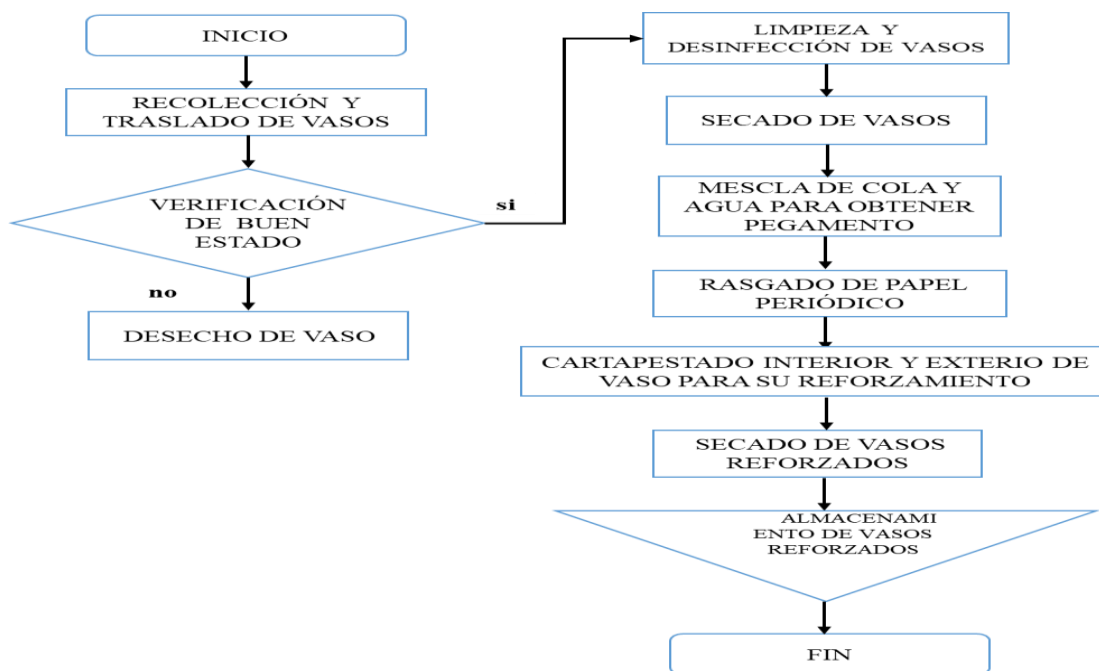 INICIO
RECOLECCIÓN Y
TRASLADO DE VASOS
VERIFICACIÓN
DE BUEN
ESTADO
si
no
DESECHO DE VASO
LIMPIEZA Y
DESINFECCIÓN DE VASOS
SECADO DE VASOS
MESCLA DE COLA Y
AGUA PARA OBTENER
PEGAMENTO
RASGADO DE PAPEL
PERIÓDICO
CARTAPESTADO INTERIOR Y EXTERIO DE
VASO PARA SU REFORZAMIENTO
SECADO DE VASOS
REFORZADOS
ALMACENAMI
ENTO DE VASOS
REFORZADOS
FIN